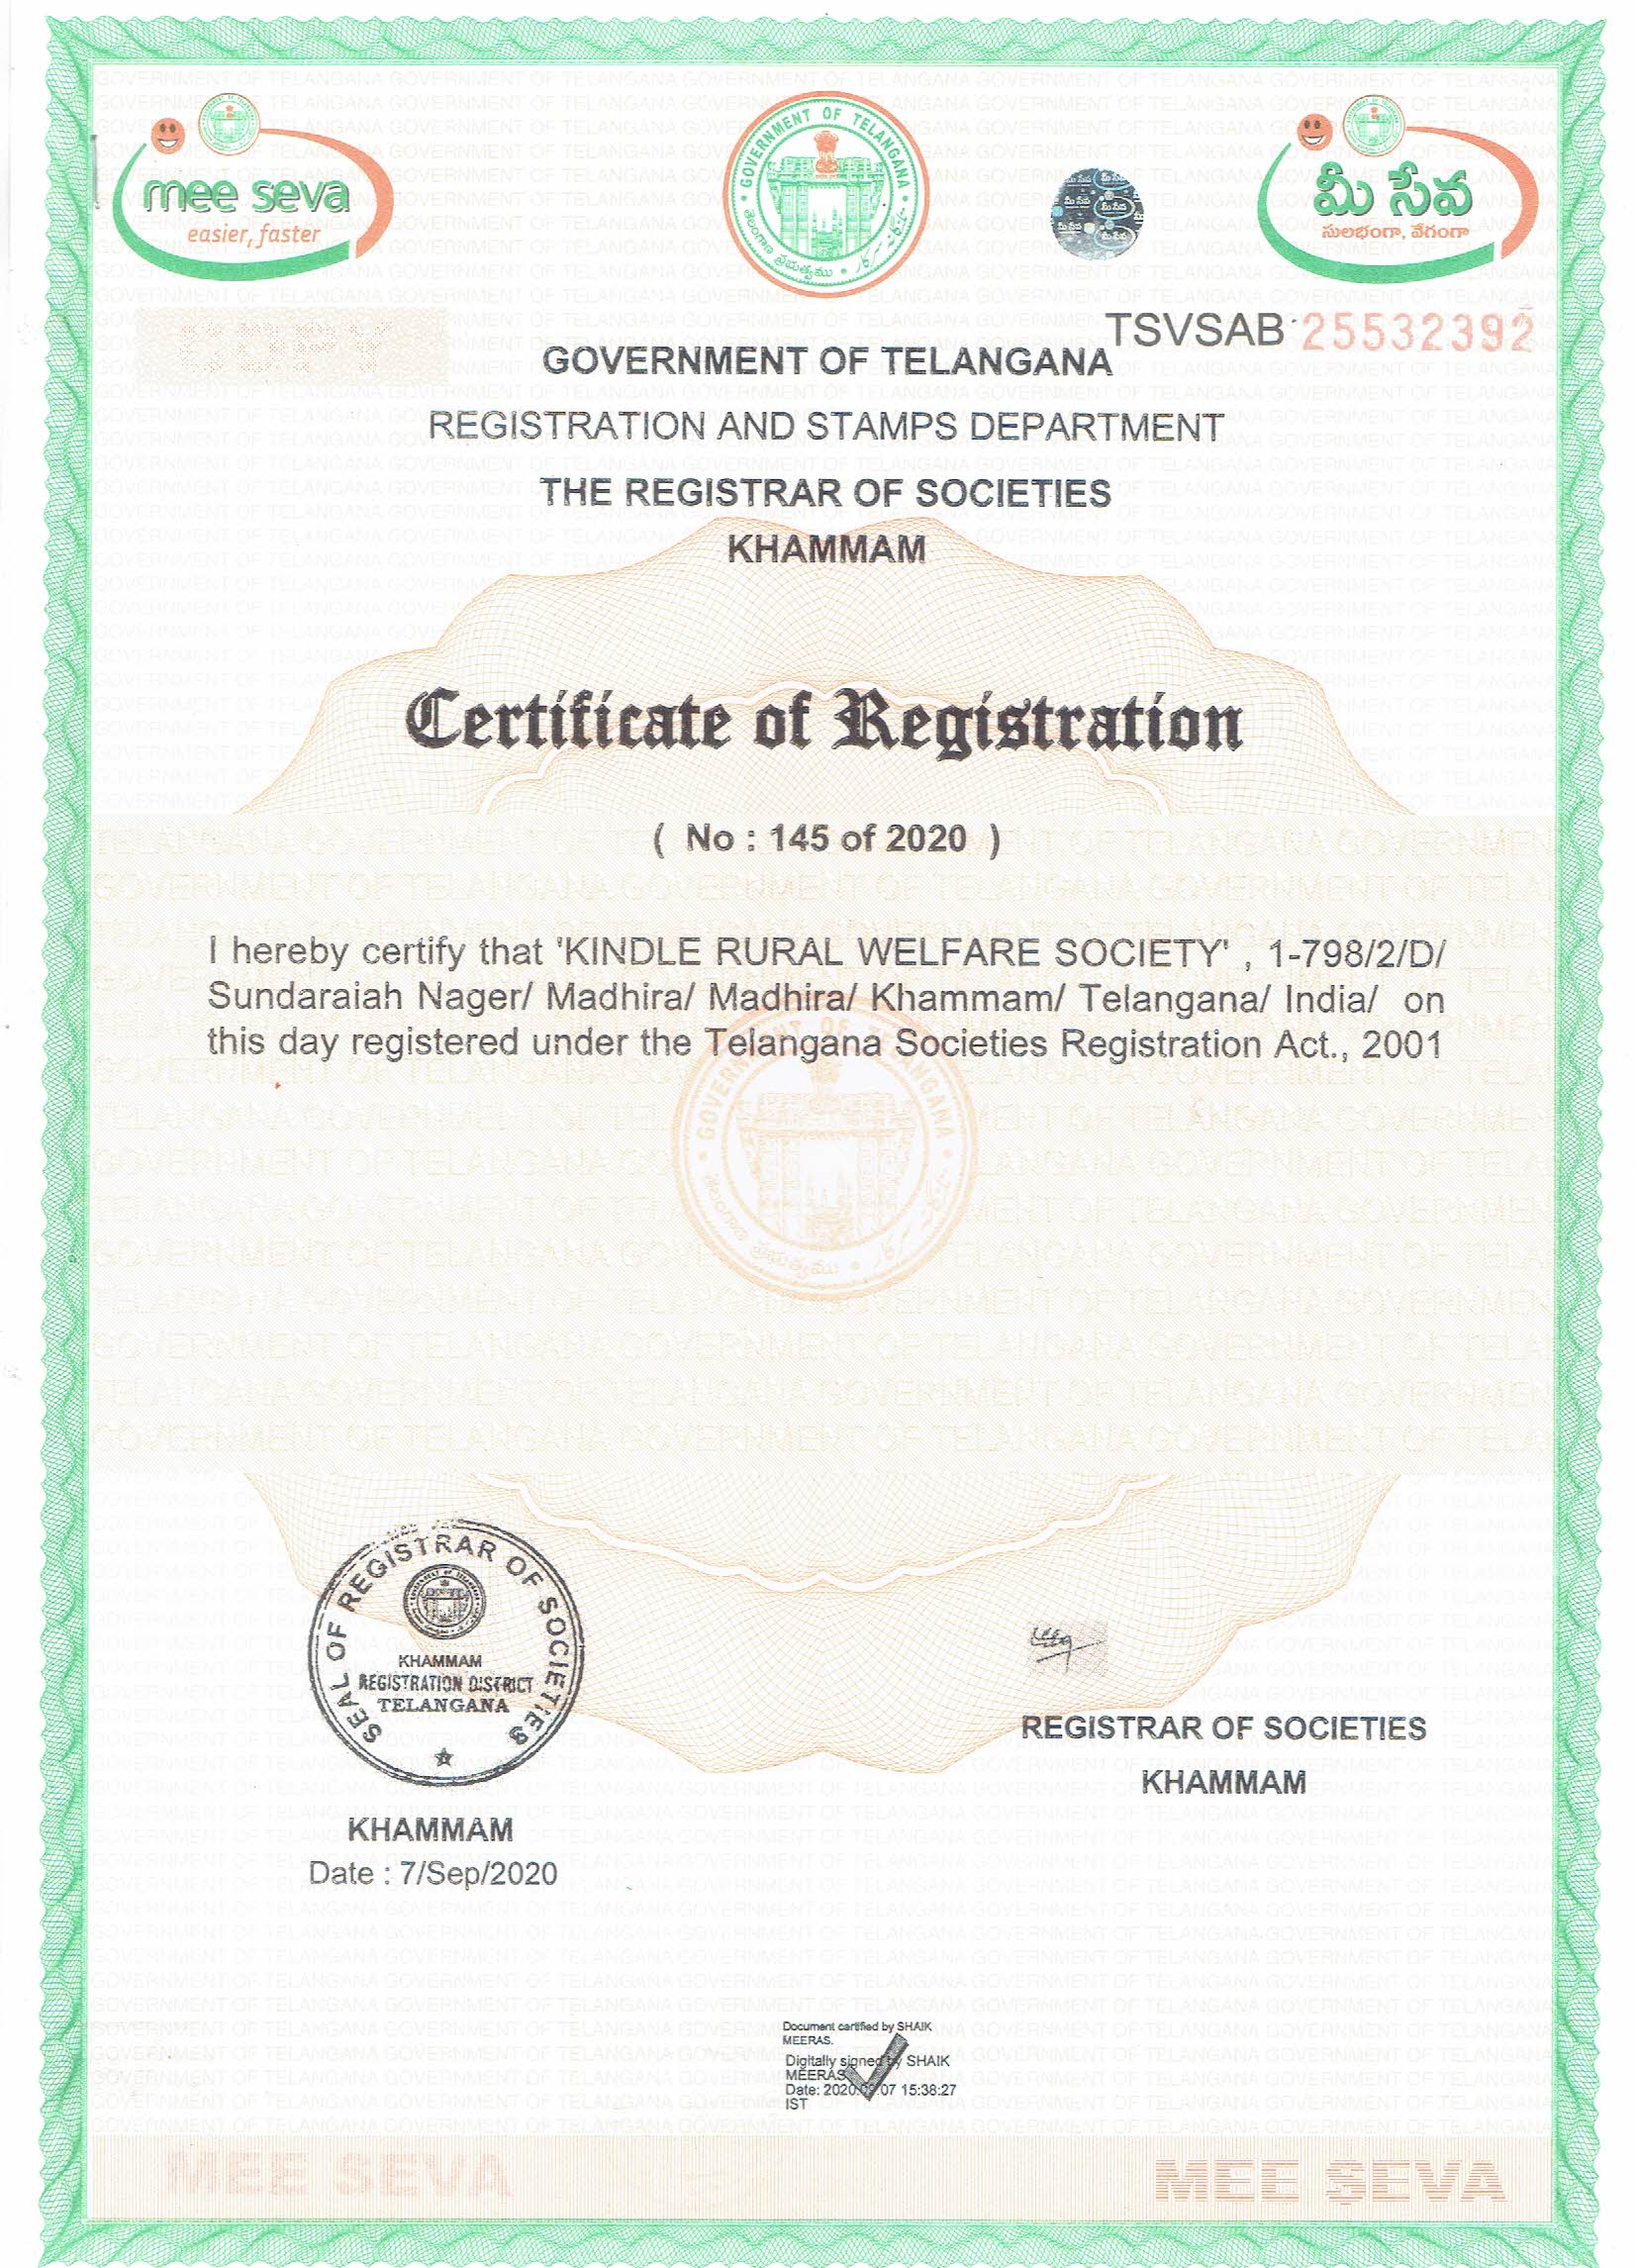 mee seva
easier, faster
GOVERNMENT OF TELANGANA
తెలంగాణ ప్రభుత్వము
మీ సేవ
సులభంగా, వేగంగా
TSVSAB 25532392
GOVERNMENT OF TELANGANA
REGISTRATION AND STAMPS DEPARTMENT
THE REGISTRAR OF SOCIETIES
KHAMMAM
Certificate of Registration
( No : 145 of 2020 )
I hereby certify that 'KINDLE RURAL WELFARE SOCIETY' , 1-798/2/D/
Sundaraiah Nager/ Madhira/ Madhira/ Khammam/ Telangana/ India/ on
this day registered under the Telangana Societies Registration Act., 2001
SEAL OF REGISTRAR OF SOCIETIES
KHAMMAM
REGISTRATION DISTRICT
TELANGANA
REGISTRAR OF SOCIETIES
KHAMMAM
KHAMMAM
Date : 7/Sep/2020
Document certified by SHAIK
MEERAS.
Digitally signed by SHAIK
MEERAS
Date: 2020.09.07 15:38:27
IST
MEE SEVA
MEE SEVA